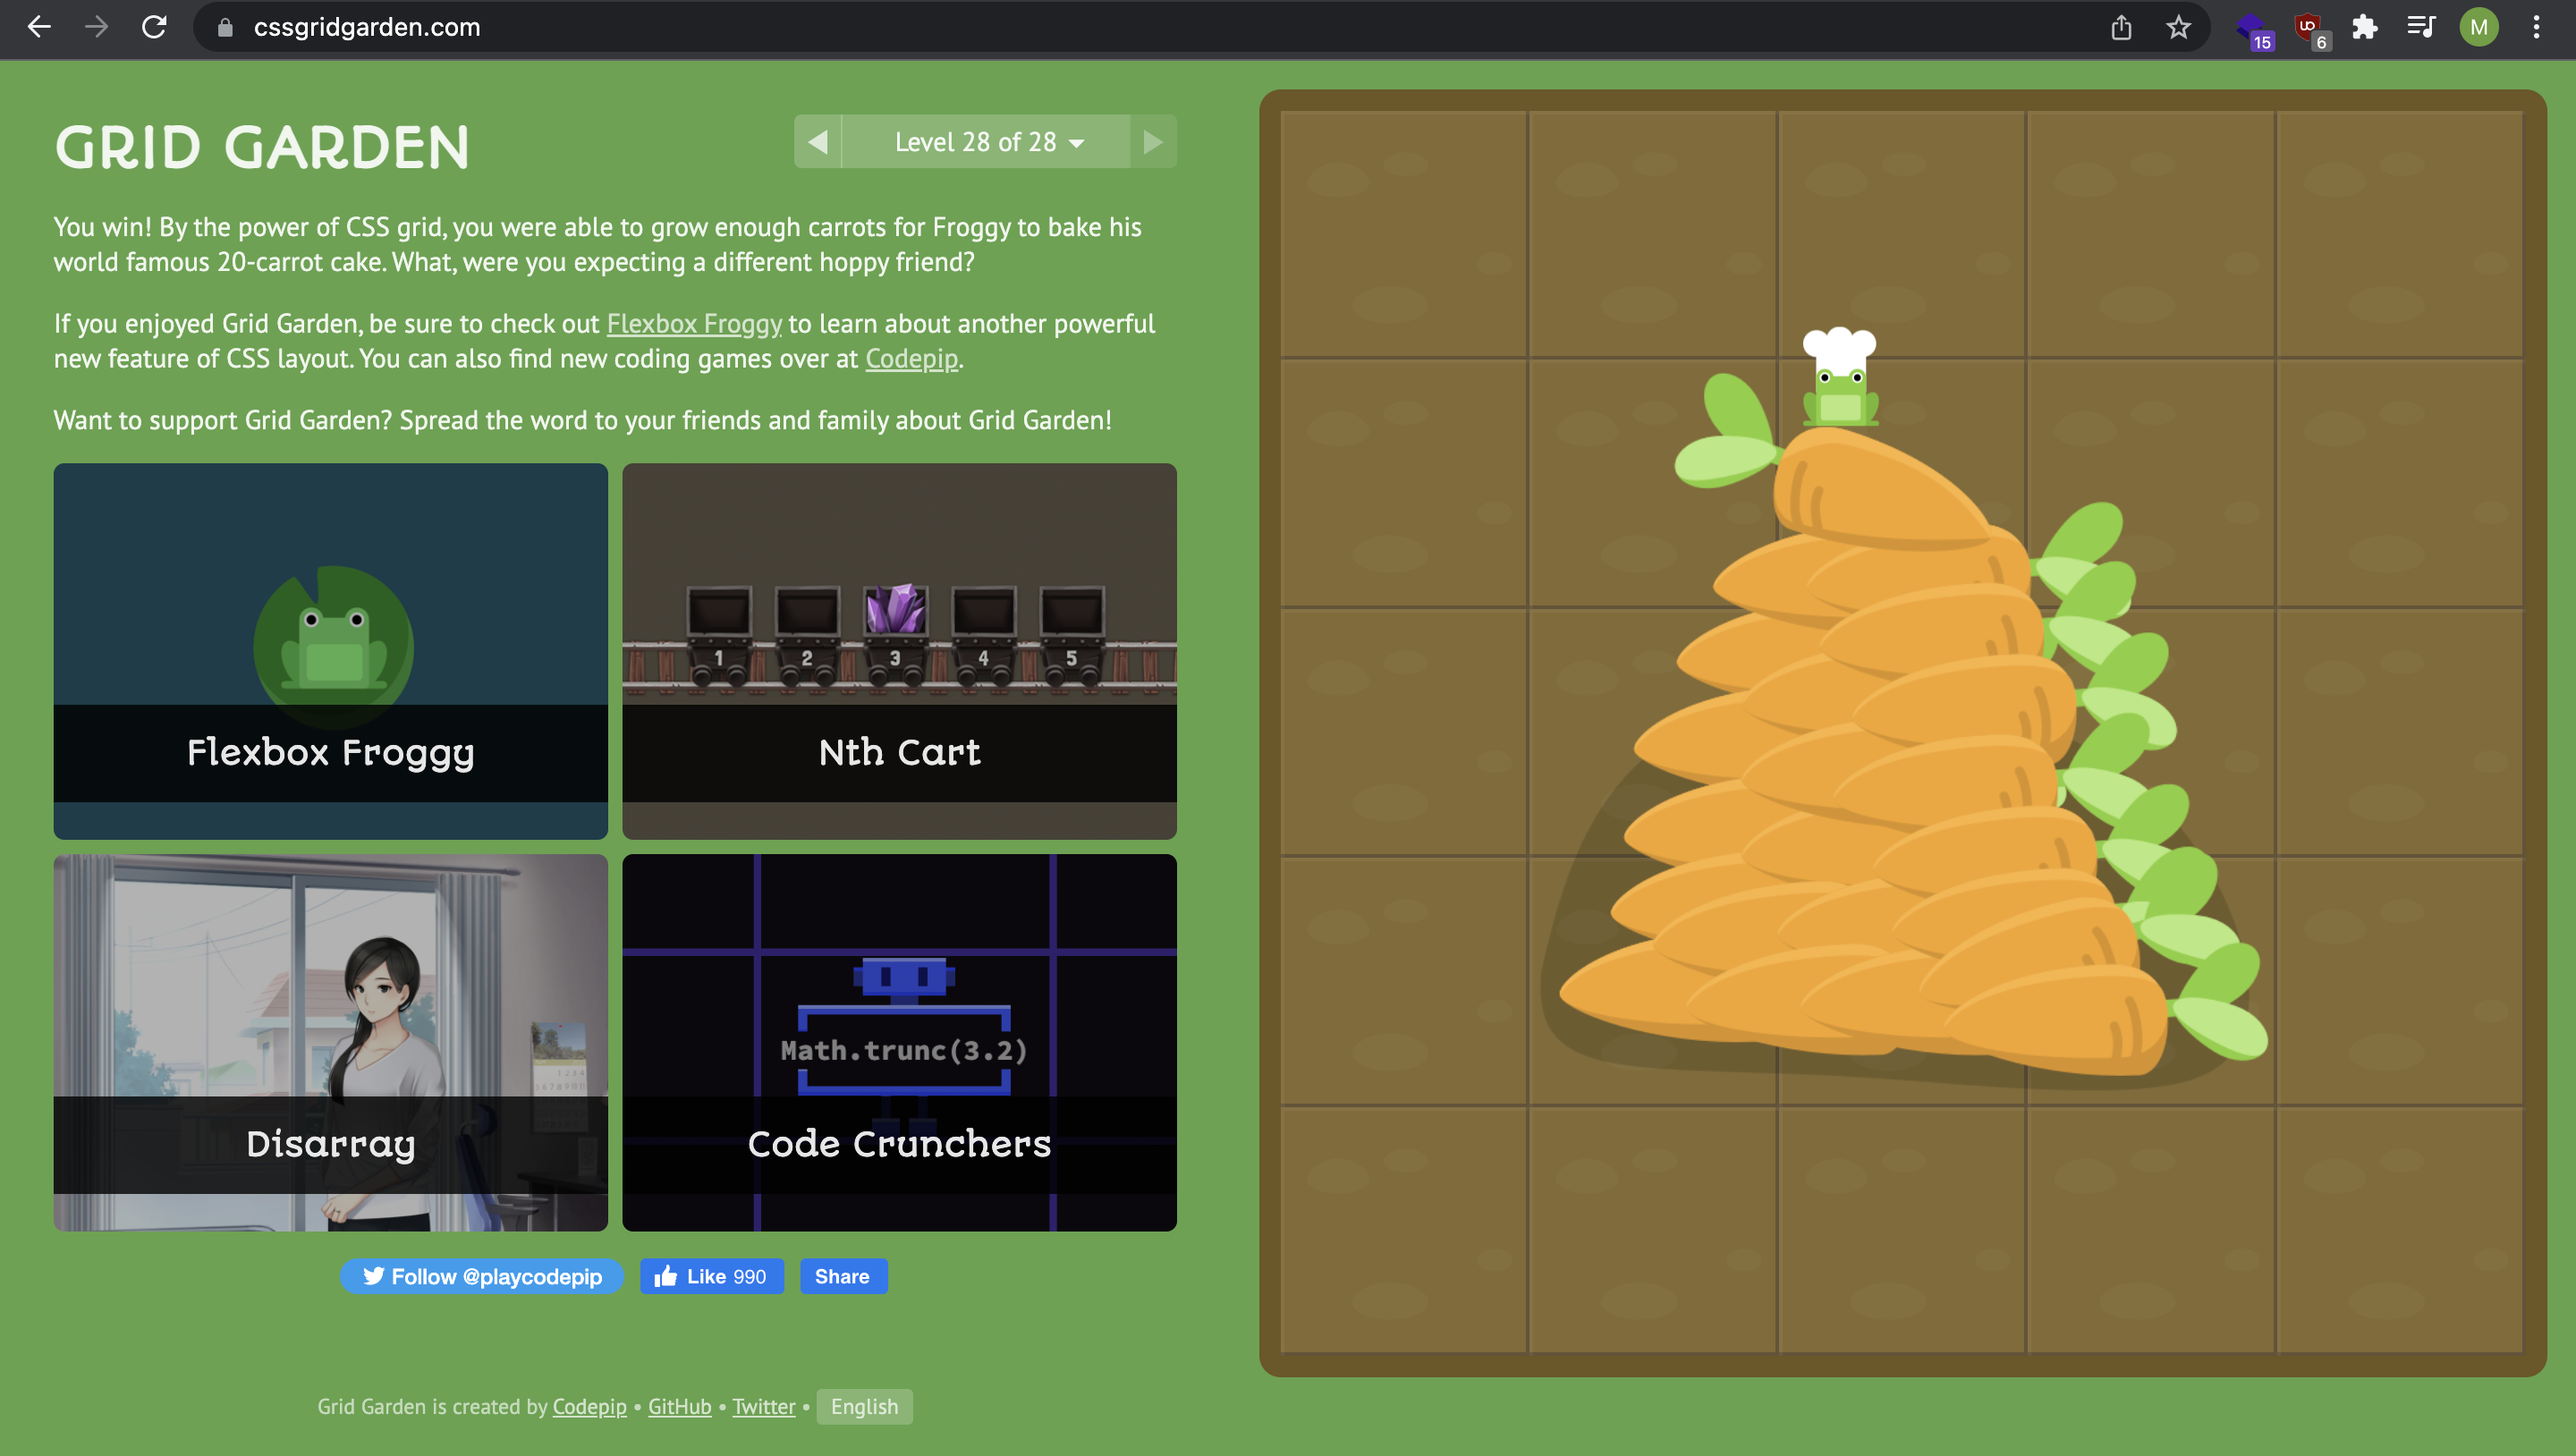 cssgridgarden.com
15
6
M
GRID GARDEN
Level 28 of 28
You win! By the power of CSS grid, you were able to grow enough carrots for Froggy to bake his
world famous 20-carrot cake. What, were you expecting a different hoppy friend?
If you enjoyed Grid Garden, be sure to check out Flexbox Froggy to learn about another powerful
new feature of CSS layout. You can also find new coding games over at Codepip.
Want to support Grid Garden? Spread the word to your friends and family about Grid Garden!
1 2 3 4 5
Flexbox Froggy
Nth Cart
Math.trunc(3.2)
Disarray
Code Crunchers
Follow @playcodepip
Like 990
Share
Grid Garden is created by Codepip • GitHub • Twitter • English